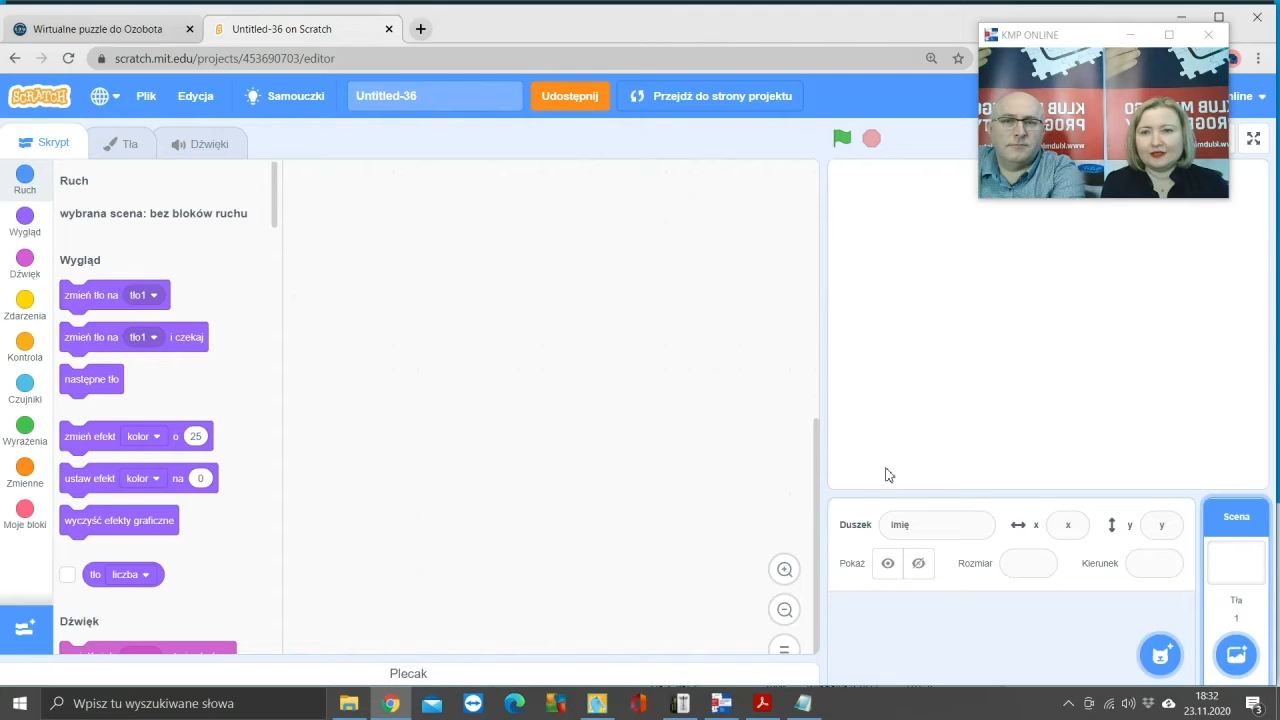 Wirtualne puzzle do Ozobota
Untitled-36 on Scratch
scratch.mit.edu/projects/453690703/editor
KMP ONLINE
SCRATCH
Plik
Edycja
Samouczki
Untitled-36
Udostępnij
Przejdź do strony projektu
nline
Skrypt
Tła
Dźwięki
Ruch
Wygląd
Dźwięk
Zdarzenia
Kontrola
Czujniki
Wyrażenia
Zmienne
Moje bloki
Ruch
wybrana scena: bez bloków ruchu
Wygląd
zmień tło na tło1
zmień tło na tło1 i czekaj
następne tło
zmień efekt kolor o 25
ustaw efekt kolor na 0
wyczyść efekty graficzne
tło liczba
Dźwięk
Plecak
Duszek Imię x x y y
Pokaż Rozmiar Kierunek
Scena
Tła
1
Wpisz tu wyszukiwane słowa
18:32
23.11.2020
3